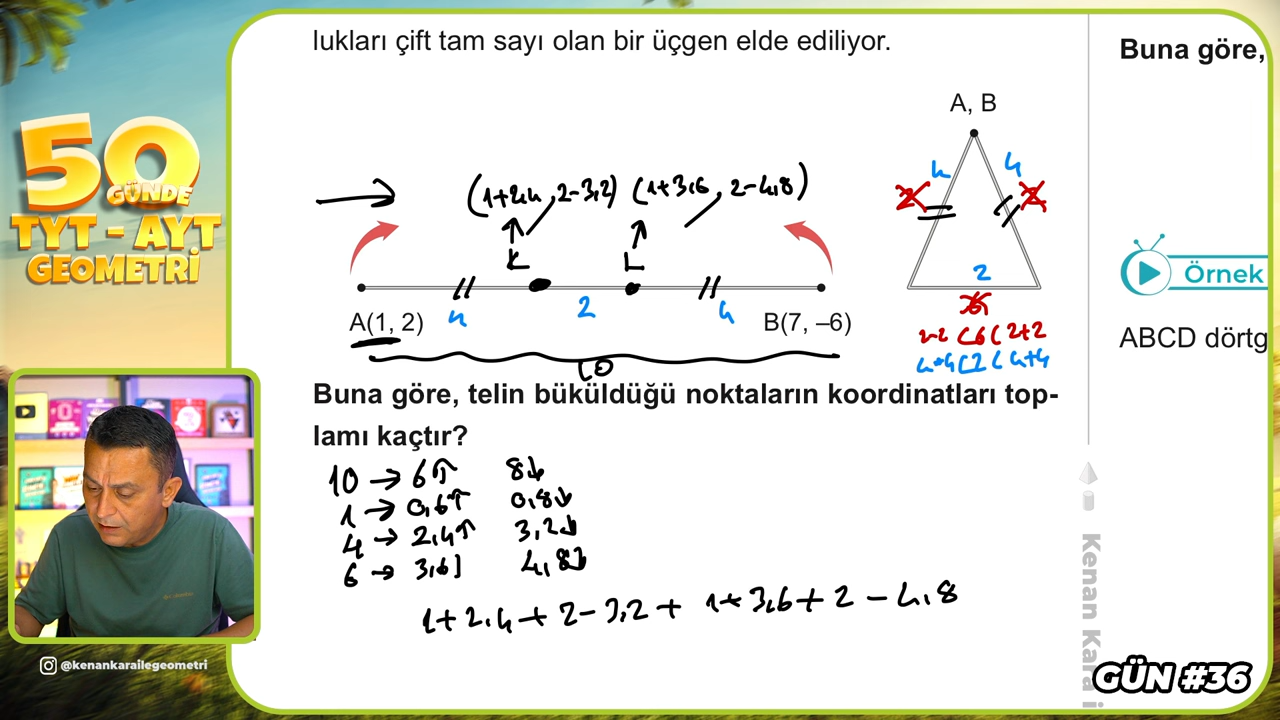 lukları çift tam sayı olan bir üçgen elde ediliyor.
Buna göre,
50
GÜNDE
TYT - AYT
GEOMETRİ
A, B
(1+2,4, 2-3,2) (1+3,6, 2-4,8)
4
4
2
2
K
L
2
6
4
2
4
A(1, 2)
B(7, –6)
2-2<6<2+2
4-4<2<4+4
10
Örnek
ABCD dörtg
Buna göre, telin büküldüğü noktaların koordinatları top-
lamı kaçtır?
10 → 6↑ 8↓
1 → 0,6↑ 0,8↓
4 → 2,4↑ 3,2↓
6 → 3,6↑ 4,8↓
1+2,4+2-3,2+ 1+3,6+2-4,8
Kenan Kara i
@kenankarailegeometri
GÜN #36